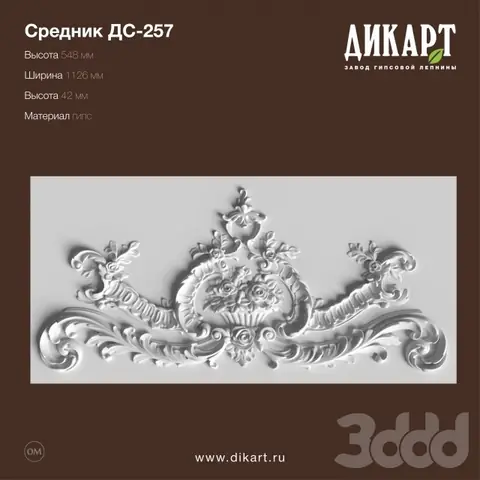 Средник ДС-257
Высота 548 мм
Ширина 1126 мм
Высота 42 мм
Материал гипс
ДИКАРТ
ЗАВОД ГИПСОВОЙ ЛЕПНИНЫ
ОМ
www.dikart.ru
3ddd